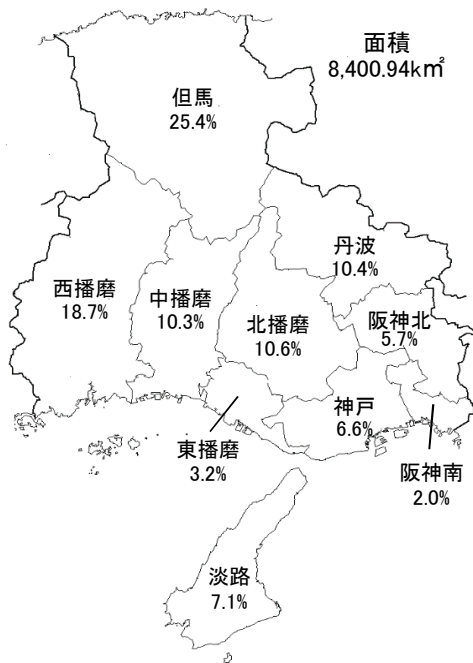 面積
8,400.94k㎡
但馬
25.4%
丹波
10.4%
西播磨
18.7%
中播磨
10.3%
北播磨
10.6%
阪神北
5.7%
神戸
6.6%
東播磨
3.2%
阪神南
2.0%
淡路
7.1%